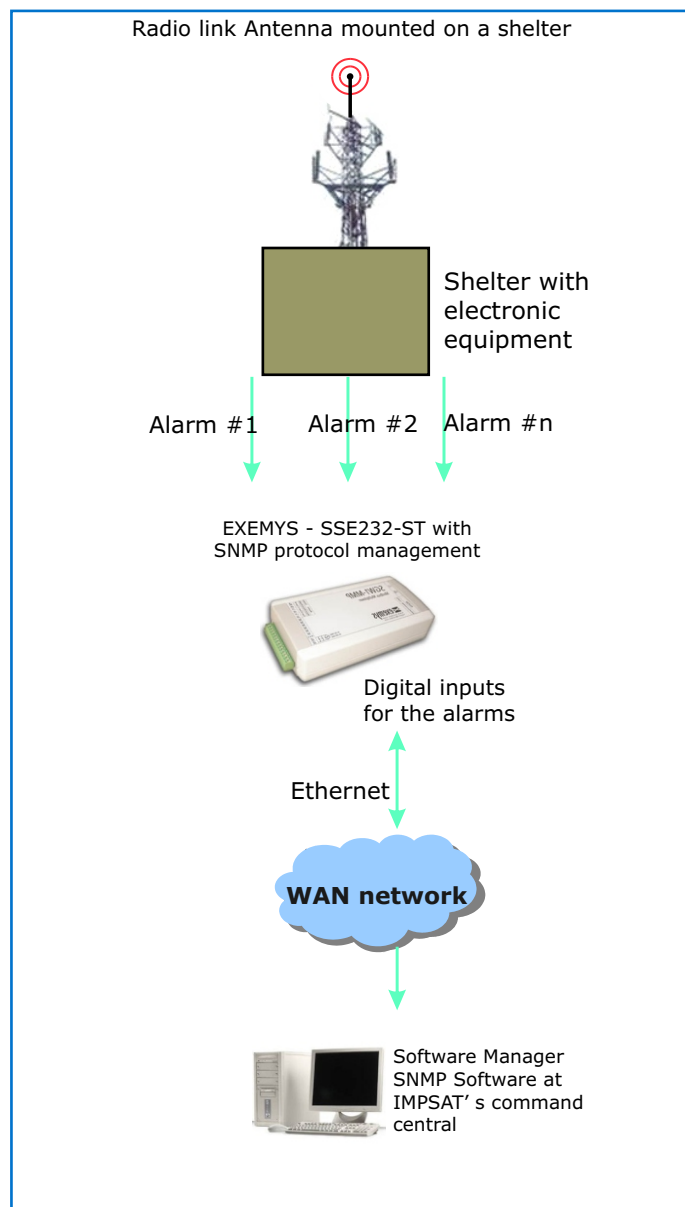 Radio link Antenna mounted on a shelter
Shelter with
electronic
equipment
Alarm #1
Alarm #2
Alarm #n
EXEMYS - SSE232-ST with
SNMP protocol management
Digital inputs
for the alarms
Ethernet
WAN network
Software Manager
SNMP Software at
IMPSAT’ s command
central